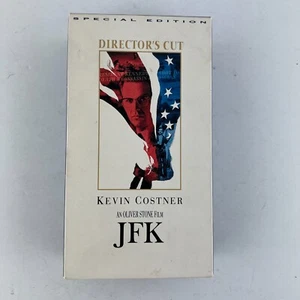 SPECIAL EDITION
DIRECTOR'S CUT
KEVIN COSTNER
AN OLIVER STONE FILM
JFK